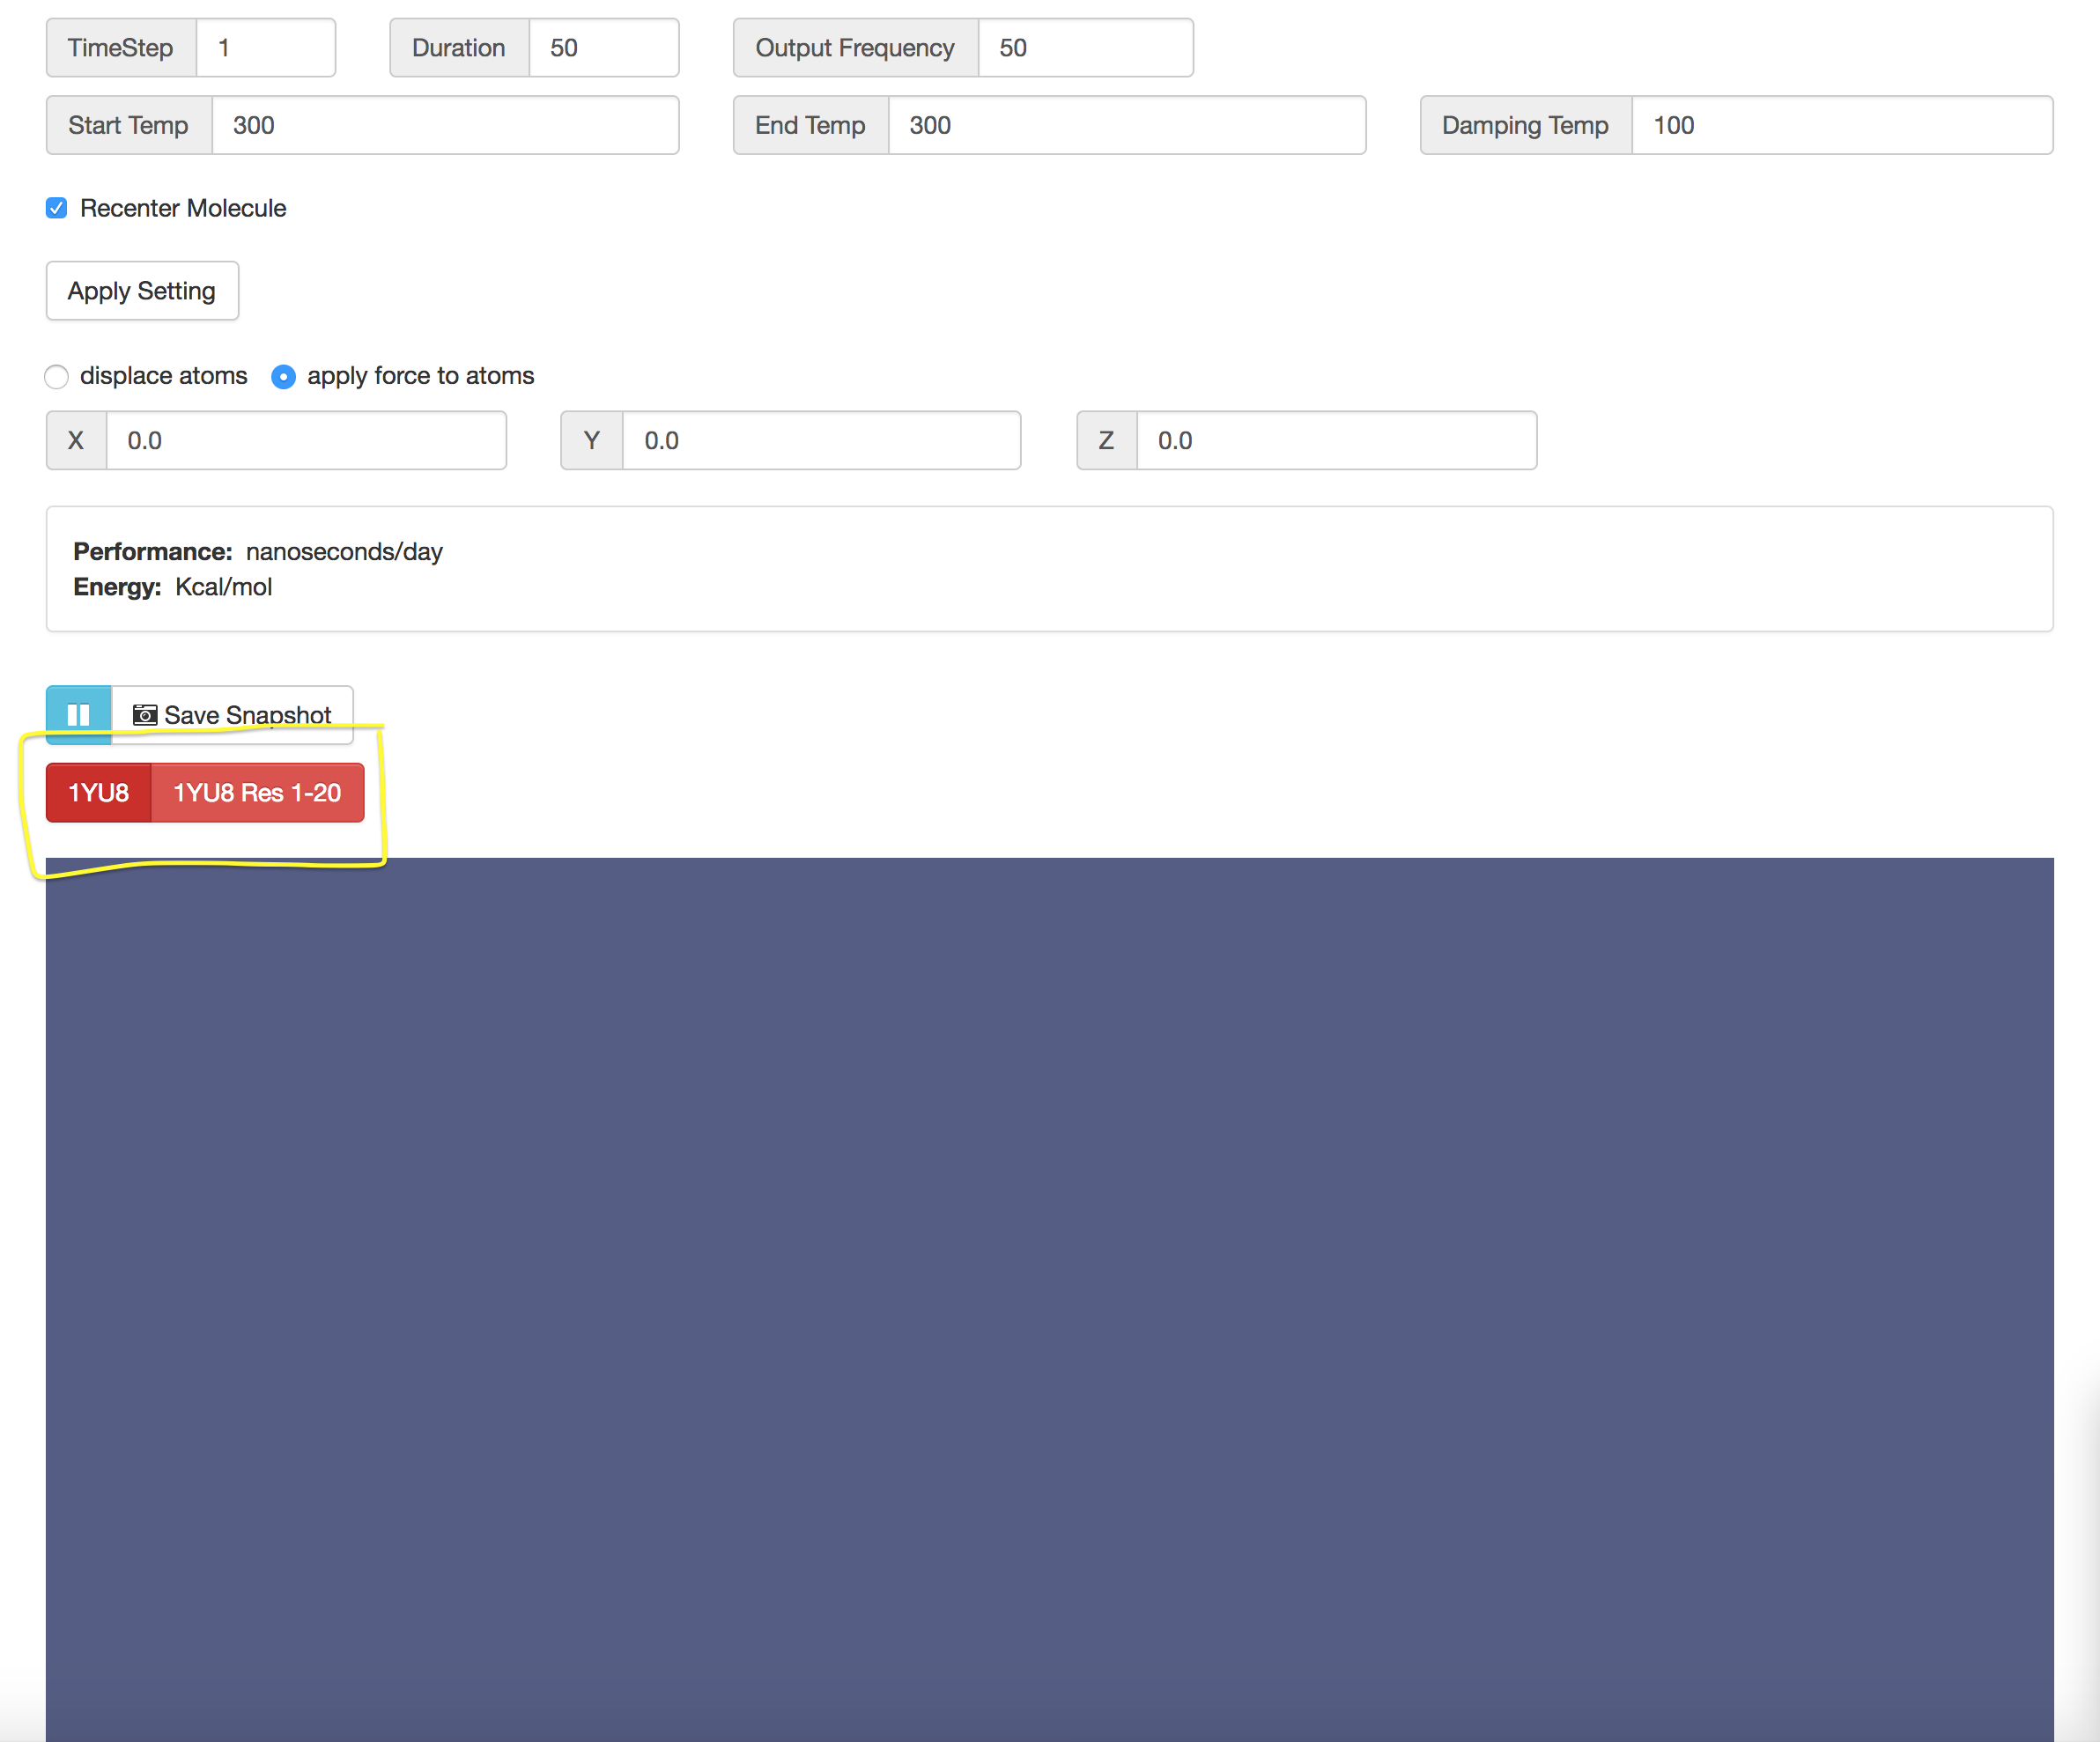 TimeStep 1 Duration 50 Output Frequency 50
Start Temp 300 End Temp 300 Damping Temp 100
Recenter Molecule
Apply Setting
displace atoms apply force to atoms
X 0.0 Y 0.0 Z 0.0
Performance: nanoseconds/day
Energy: Kcal/mol
Save Snapshot
1YU8 1YU8 Res 1-20